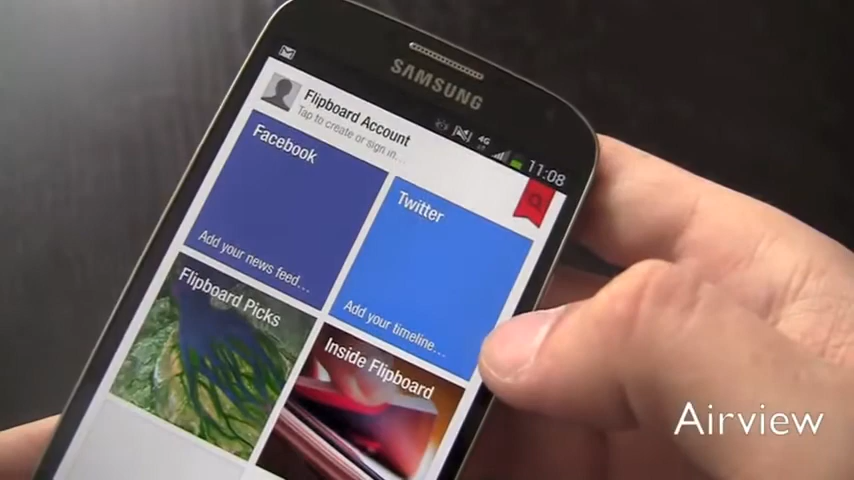 SAMSUNG
4G
11:08
Flipboard Account
Tap to create or sign in...
Facebook
Add your news feed...
Twitter
Add your timeline...
Flipboard Picks
Inside Flipboard
Airview